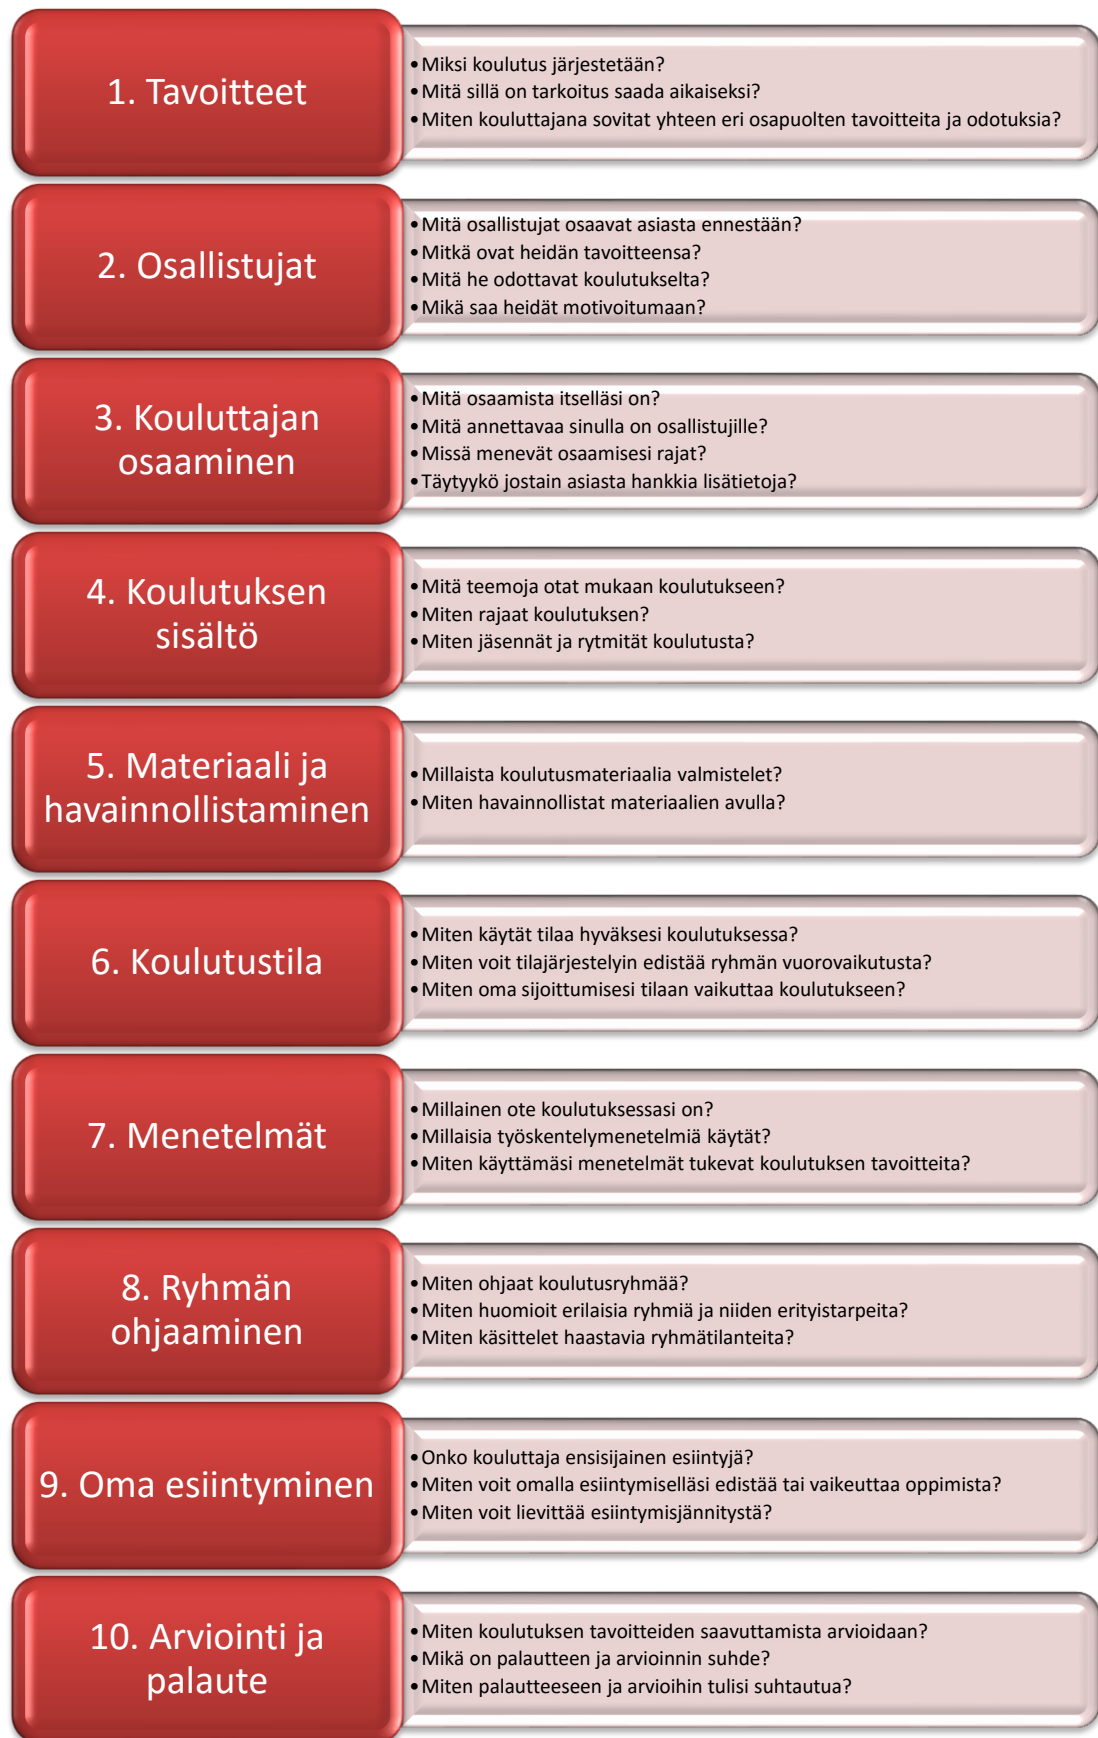 1. Tavoitteet
•Miksi koulutus järjestetään?
•Mitä sillä on tarkoitus saada aikaiseksi?
•Miten kouluttajana sovitat yhteen eri osapuolten tavoitteita ja odotuksia?
2. Osallistujat
•Mitä osallistujat osaavat asiasta ennestään?
•Mitkä ovat heidän tavoitteensa?
•Mitä he odottavat koulutukselta?
•Mikä saa heidät motivoitumaan?
3. Kouluttajan
osaaminen
•Mitä osaamista itselläsi on?
•Mitä annettavaa sinulla on osallistujille?
•Missä menevät osaamisesi rajat?
•Täytyykö jostain asiasta hankkia lisätietoja?
4. Koulutuksen
sisältö
•Mitä teemoja otat mukaan koulutukseen?
•Miten rajaat koulutuksen?
•Miten jäsennät ja rytmität koulutusta?
5. Materiaali ja
havainnollistaminen
•Millaista koulutusmateriaalia valmistelet?
•Miten havainnollistat materiaalien avulla?
6. Koulutustila
•Miten käytät tilaa hyväksesi koulutuksessa?
•Miten voit tilajärjestelyin edistää ryhmän vuorovaikutusta?
•Miten oma sijoittumisesi tilaan vaikuttaa koulutukseen?
7. Menetelmät
•Millainen ote koulutuksessasi on?
•Millaisia työskentelymenetelmiä käytät?
•Miten käyttämäsi menetelmät tukevat koulutuksen tavoitteita?
8. Ryhmän
ohjaaminen
•Miten ohjaat koulutusryhmää?
•Miten huomioit erilaisia ryhmiä ja niiden erityistarpeita?
•Miten käsittelet haastavia ryhmätilanteita?
9. Oma esiintyminen
•Onko kouluttaja ensisijainen esiintyjä?
•Miten voit omalla esiintymiselläsi edistää tai vaikeuttaa oppimista?
•Miten voit lievittää esiintymisjännitystä?
10. Arviointi ja
palaute
•Miten koulutuksen tavoitteiden saavuttamista arvioidaan?
•Mikä on palautteen ja arvioinnin suhde?
•Miten palautteeseen ja arvioihin tulisi suhtautua?